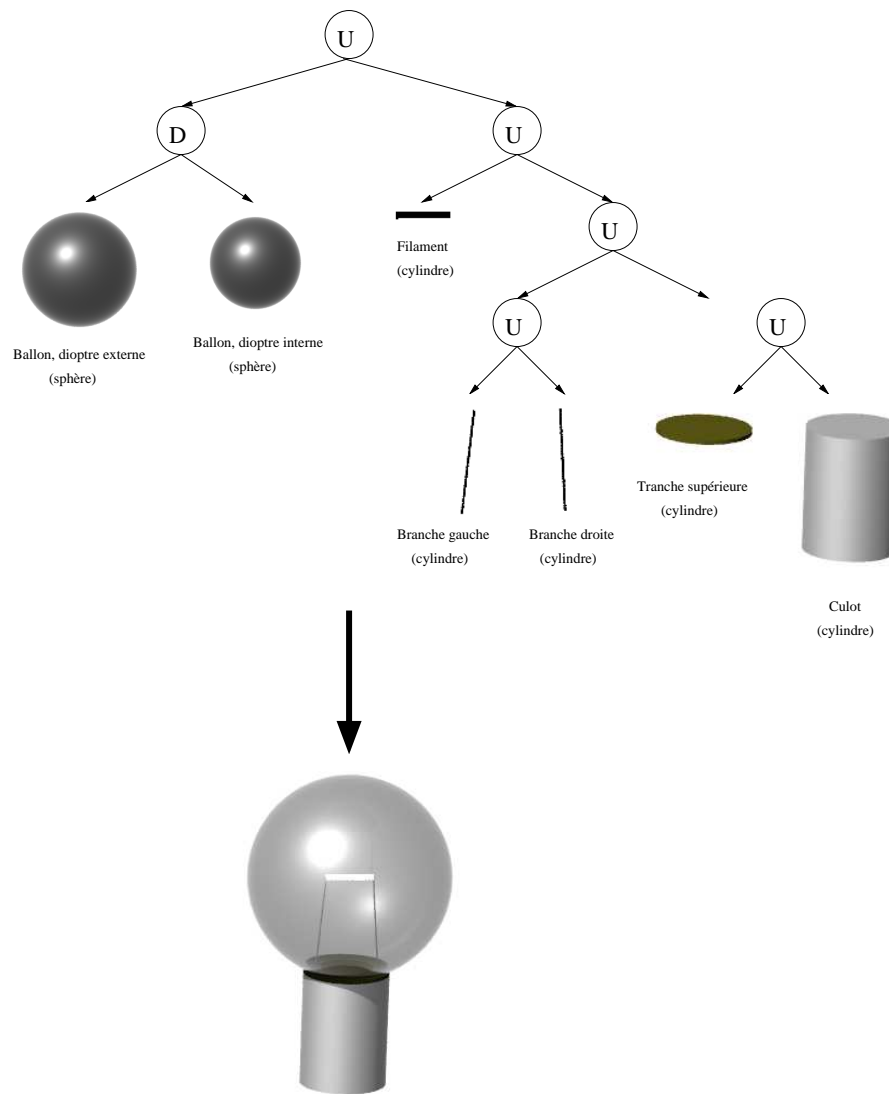 U
D
U
U
Filament
(cylindre)
U
U
Ballon, dioptre externe
(sphère)
Ballon, dioptre interne
(sphère)
Branche gauche
(cylindre)
Branche droite
(cylindre)
Tranche supérieure
(cylindre)
Culot
(cylindre)